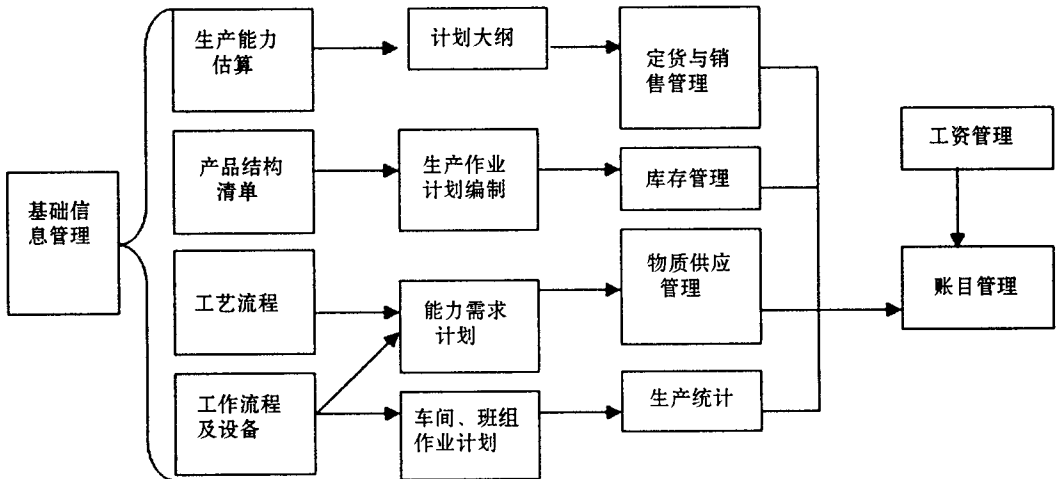 生产能力
估算
计划大纲
定货与销
售管理
工资管理
产品结构
清单
生产作业
计划编制
库存管理
基础信
息管理
工艺流程
能力需求
计划
物质供应
管理
账目管理
工作流程
及设备
车间、班组
作业计划
生产统计